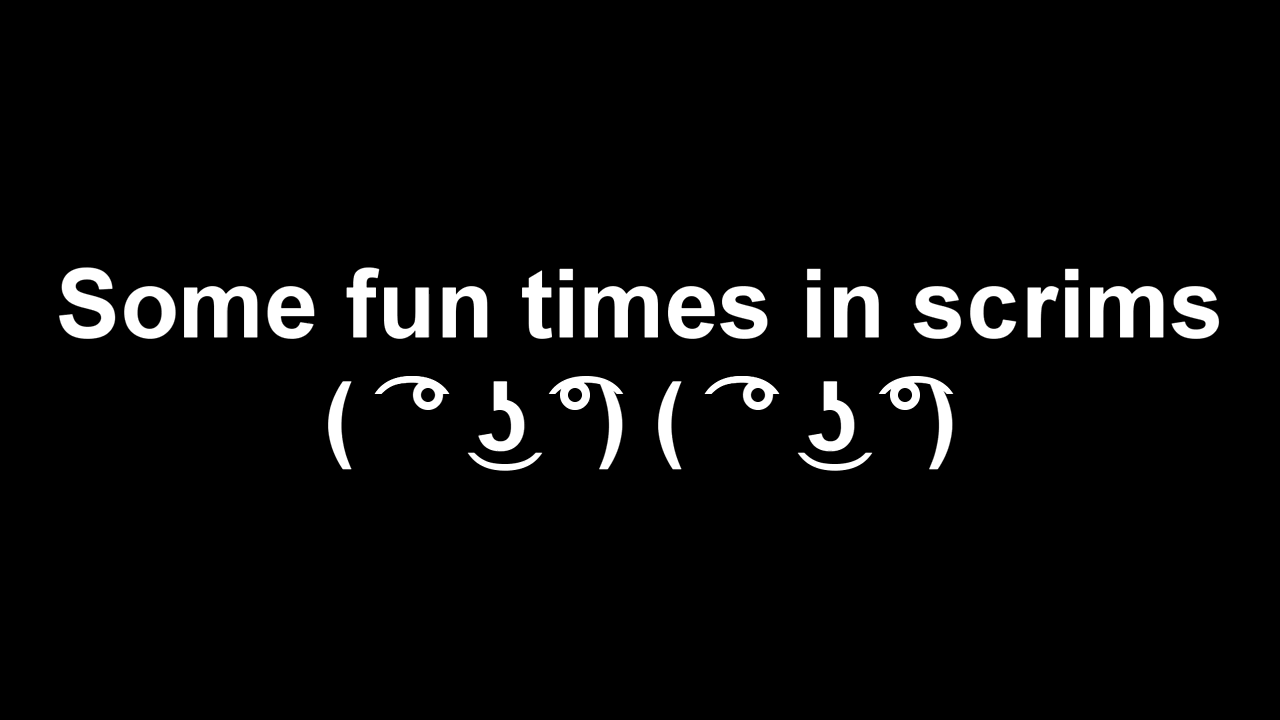 Some fun times in scrims
( ͡° ͜ʖ ͡°) ( ͡° ͜ʖ ͡°)